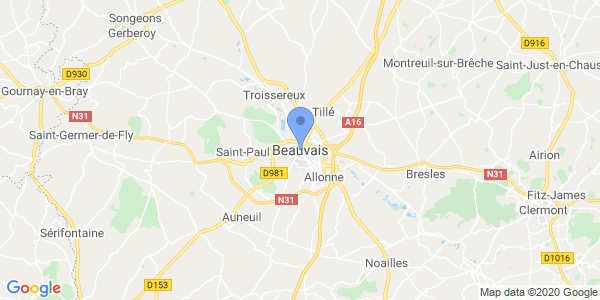 Songeons
Gerberoy
D916
Montreuil-sur-Brêche
Saint-Just-en-Chaus
D930
Gournay-en-Bray
Troissereux
Tillé
N31
A16
Saint-Germer-de-Fly
Saint-Paul
Beauvais
Airion
D981
Allonne
Bresles
N31
N31
Fitz-James
Clermont
Auneuil
Sérifontaine
Noailles
D1016
D153
Google
Map data ©2020 Google